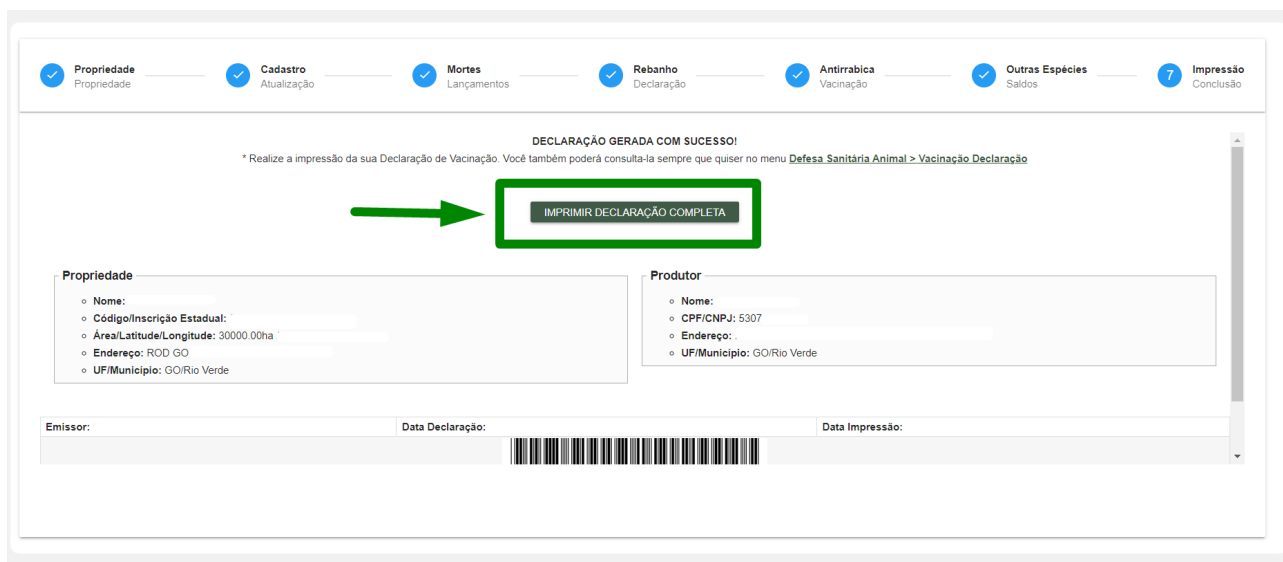 Propriedade
Propriedade
Cadastro
Atualização
Mortes
Lançamentos
Rebanho
Declaração
Antirrabica
Vacinação
Outras Espécies
Saldos
7
Impressão
Conclusão
DECLARAÇÃO GERADA COM SUCESSO!
* Realize a impressão da sua Declaração de Vacinação. Você também poderá consulta-la sempre que quiser no menu Defesa Sanitária Animal > Vacinação Declaração
IMPRIMIR DECLARAÇÃO COMPLETA
Propriedade
Nome:
Código/Inscrição Estadual:
Área/Latitude/Longitude: 30000.00ha
Endereço: ROD GO
UF/Município: GO/Rio Verde
Produtor
Nome:
CPF/CNPJ: 5307
Endereço: .
UF/Município: GO/Rio Verde
Emissor: Data Declaração: Data Impressão: